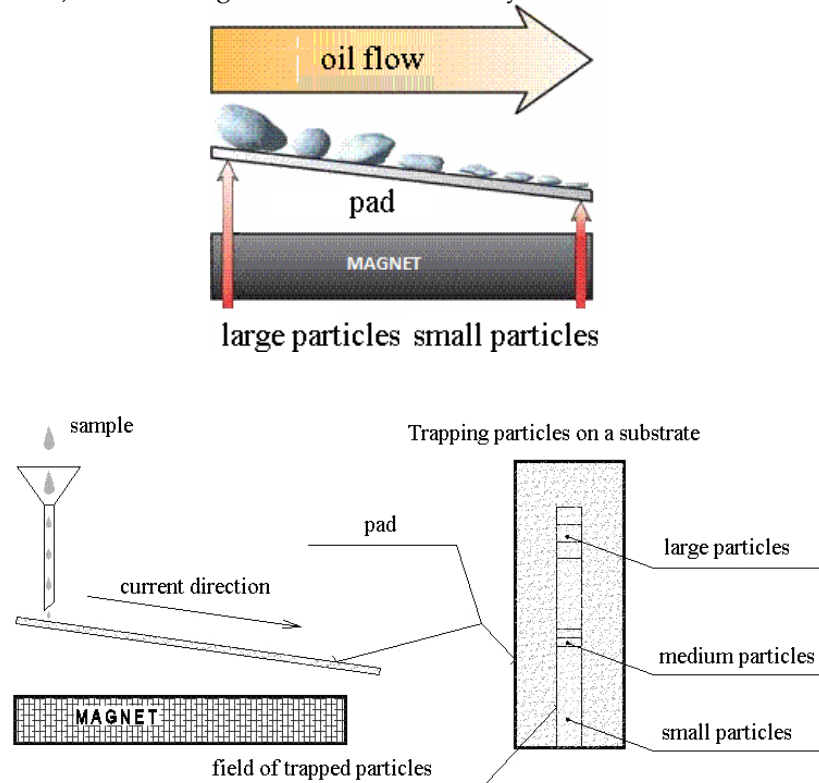 oil flow
pad
MAGNET
large particles small particles
sample
Trapping particles on a substrate
pad
large particles
current direction
medium particles
MAGNET
small particles
field of trapped particles